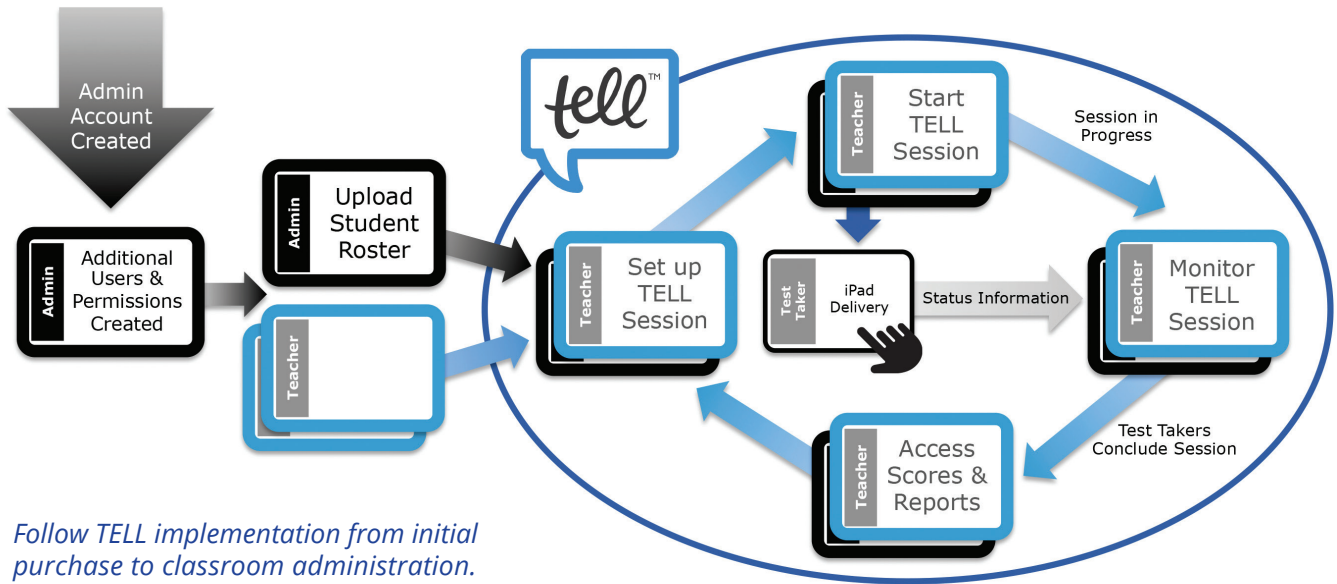 Admin
Account
Created
Admin
Additional
Users &
Permissions
Created
Admin
Upload
Student
Roster
Teacher
tell™
Teacher
Set up
TELL
Session
Teacher
Start
TELL
Session
Session in
Progress
Test
Taker
iPad
Delivery
Status Information
Teacher
Monitor
TELL
Session
Test Takers
Conclude Session
Teacher
Access
Scores &
Reports
Follow TELL implementation from initial
purchase to classroom administration.